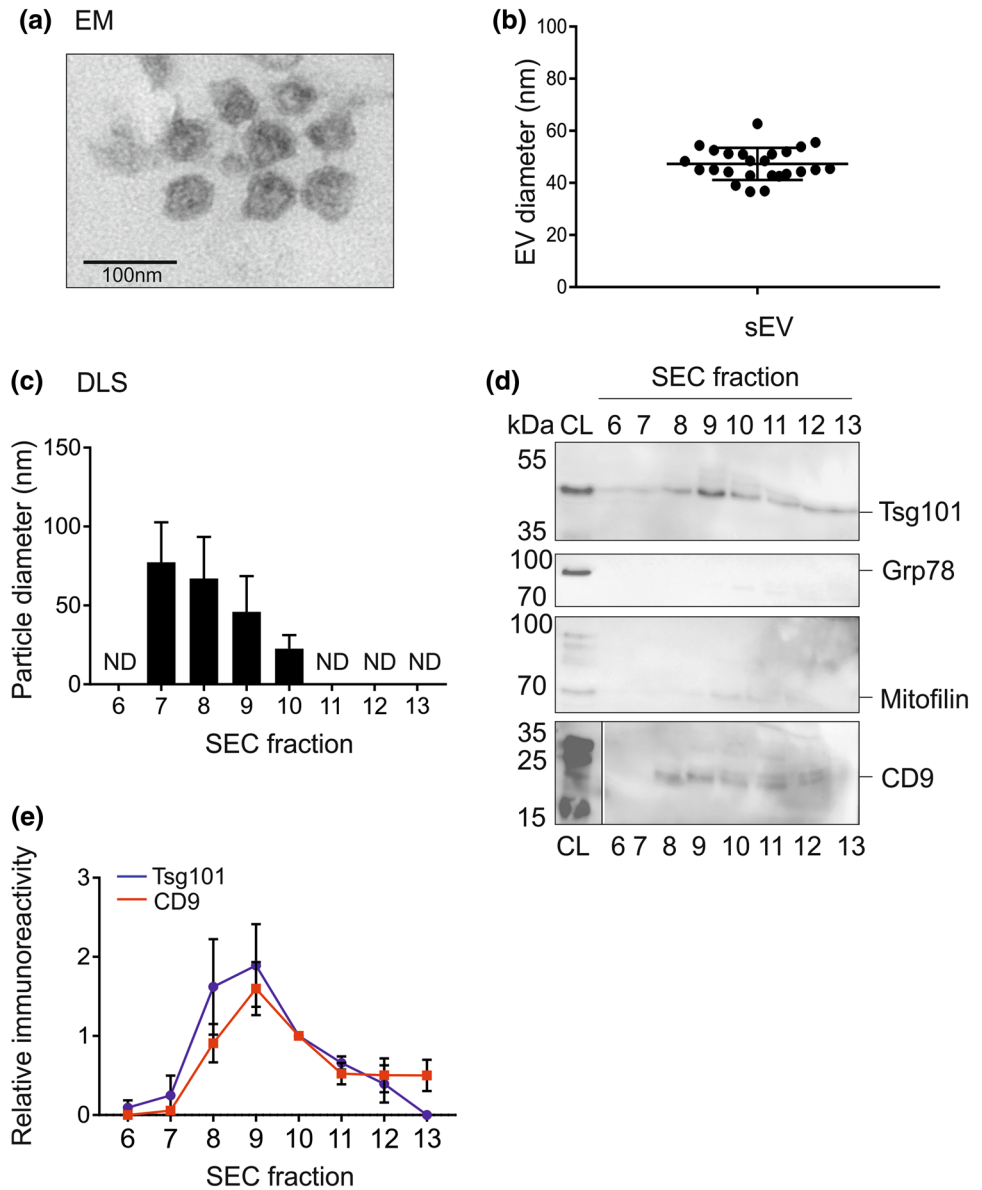 (a) EM
100nm
(b)
EV diameter (nm)
100
80
60
40
20
0
sEV
(c) DLS
Particle diameter (nm)
150
100
50
0
ND ND ND ND
6 7 8 9 10 11 12 13
SEC fraction
(d)
SEC fraction
kDa CL 6 7 8 9 10 11 12 13
55
35
Tsg101
100
70
Grp78
100
70
Mitofilin
35
25
15
CD9
CL 6 7 8 9 10 11 12 13
(e)
Relative immunoreactivity
3
2
1
0
Tsg101
CD9
6 7 8 9 10 11 12 13
SEC fraction